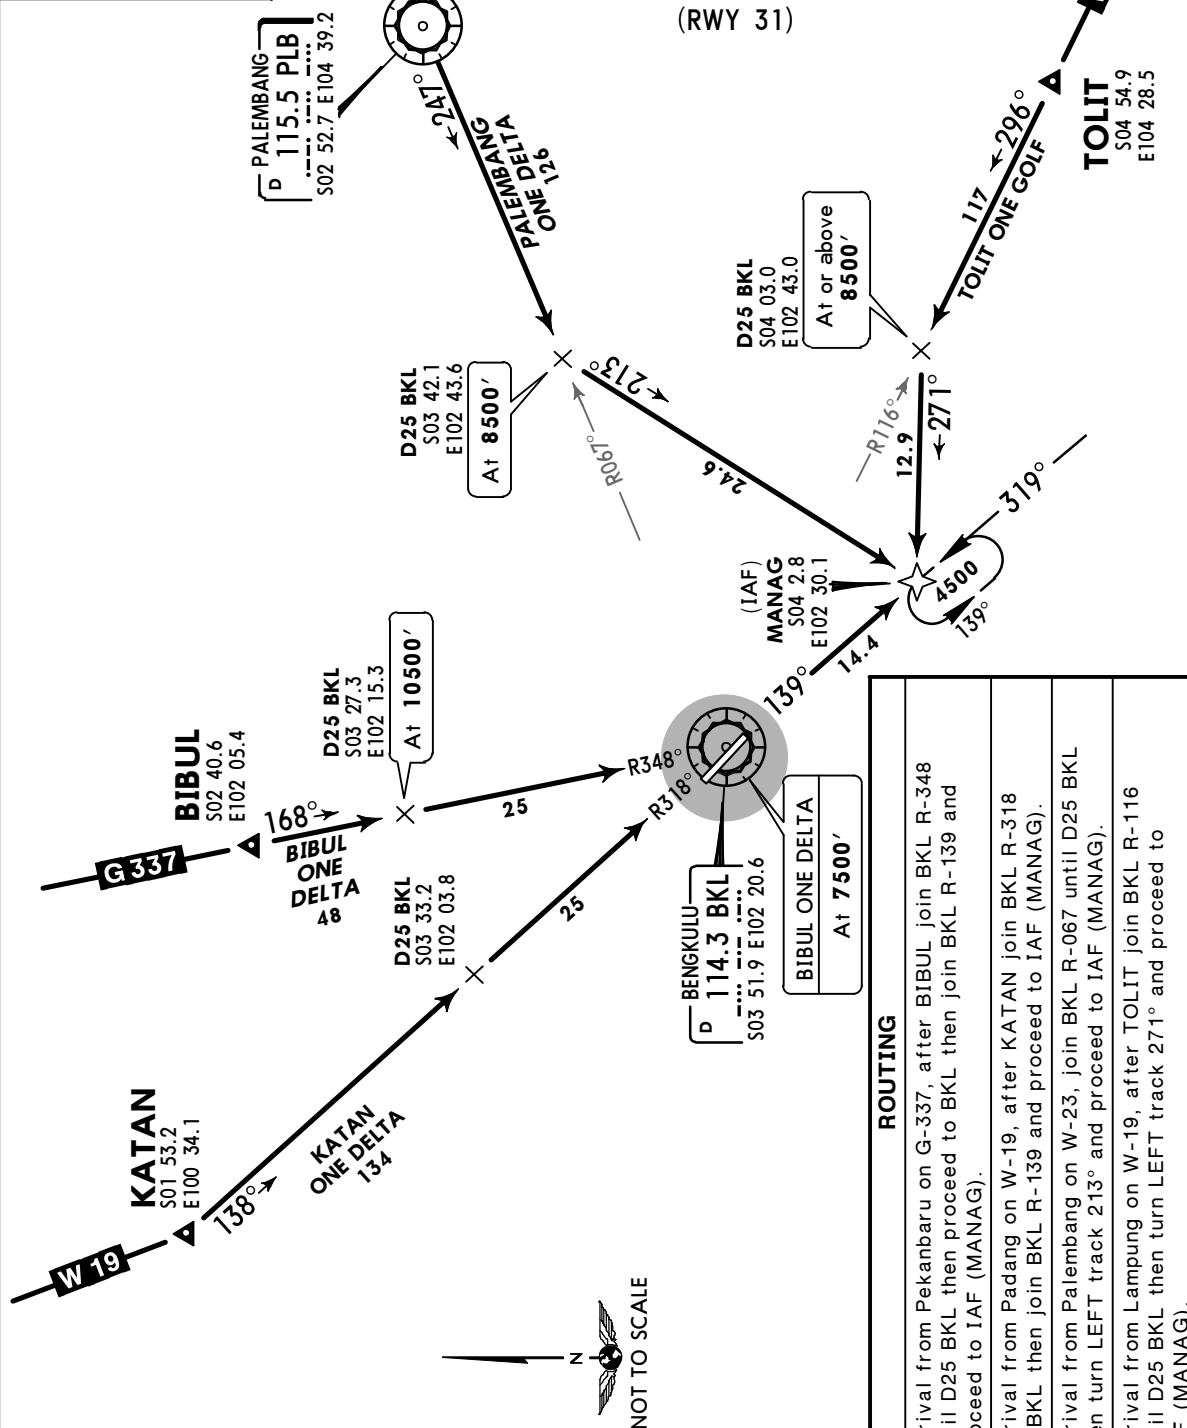 (RWY 31)
PALEMBANG
D 115.5 PLB
S02 52.7 E104 39.2
←247°
PALEMBANG
ONE DELTA
126
TOLIT
S04 54.9
E104 28.5
←296°
117
TOLIT ONE GOLF
D25 BKL
S04 03.0
E102 43.0
At or above
8500′
D25 BKL
S03 42.1
E102 43.6
At 8500′
←213°
R067°
24.6
R116°
12.9
←271°
319°
(IAF)
MANAG
S04 2.8
E102 30.1
4500
139°
139°
14.4
BIBUL
S02 40.6
E102 05.4
G 337
168°→
BIBUL
ONE
DELTA
48
D25 BKL
S03 27.3
E102 15.3
At 10500′
25
R348°
R318°
D25 BKL
S03 33.2
E102 03.8
25
BENGKULU
D 114.3 BKL
S03 51.9 E102 20.6
BIBUL ONE DELTA
At 7500′
KATAN
S01 53.2
E100 34.1
W 19
138°→
KATAN
ONE DELTA
134
N
NOT TO SCALE
ROUTING
rival from Pekanbaru on G-337, after BIBUL join BKL R-348
il D25 BKL then proceed to BKL then join BKL R-139 and
oceed to IAF (MANAG).
rival from Padang on W-19, after KATAN join BKL R-318
BKL then join BKL R-139 and proceed to IAF (MANAG).
rival from Palembang on W-23, join BKL R-067 until D25 BKL
en turn LEFT track 213° and proceed to IAF (MANAG).
rival from Lampung on W-19, after TOLIT join BKL R-116
il D25 BKL then turn LEFT track 271° and proceed to
F (MANAG).